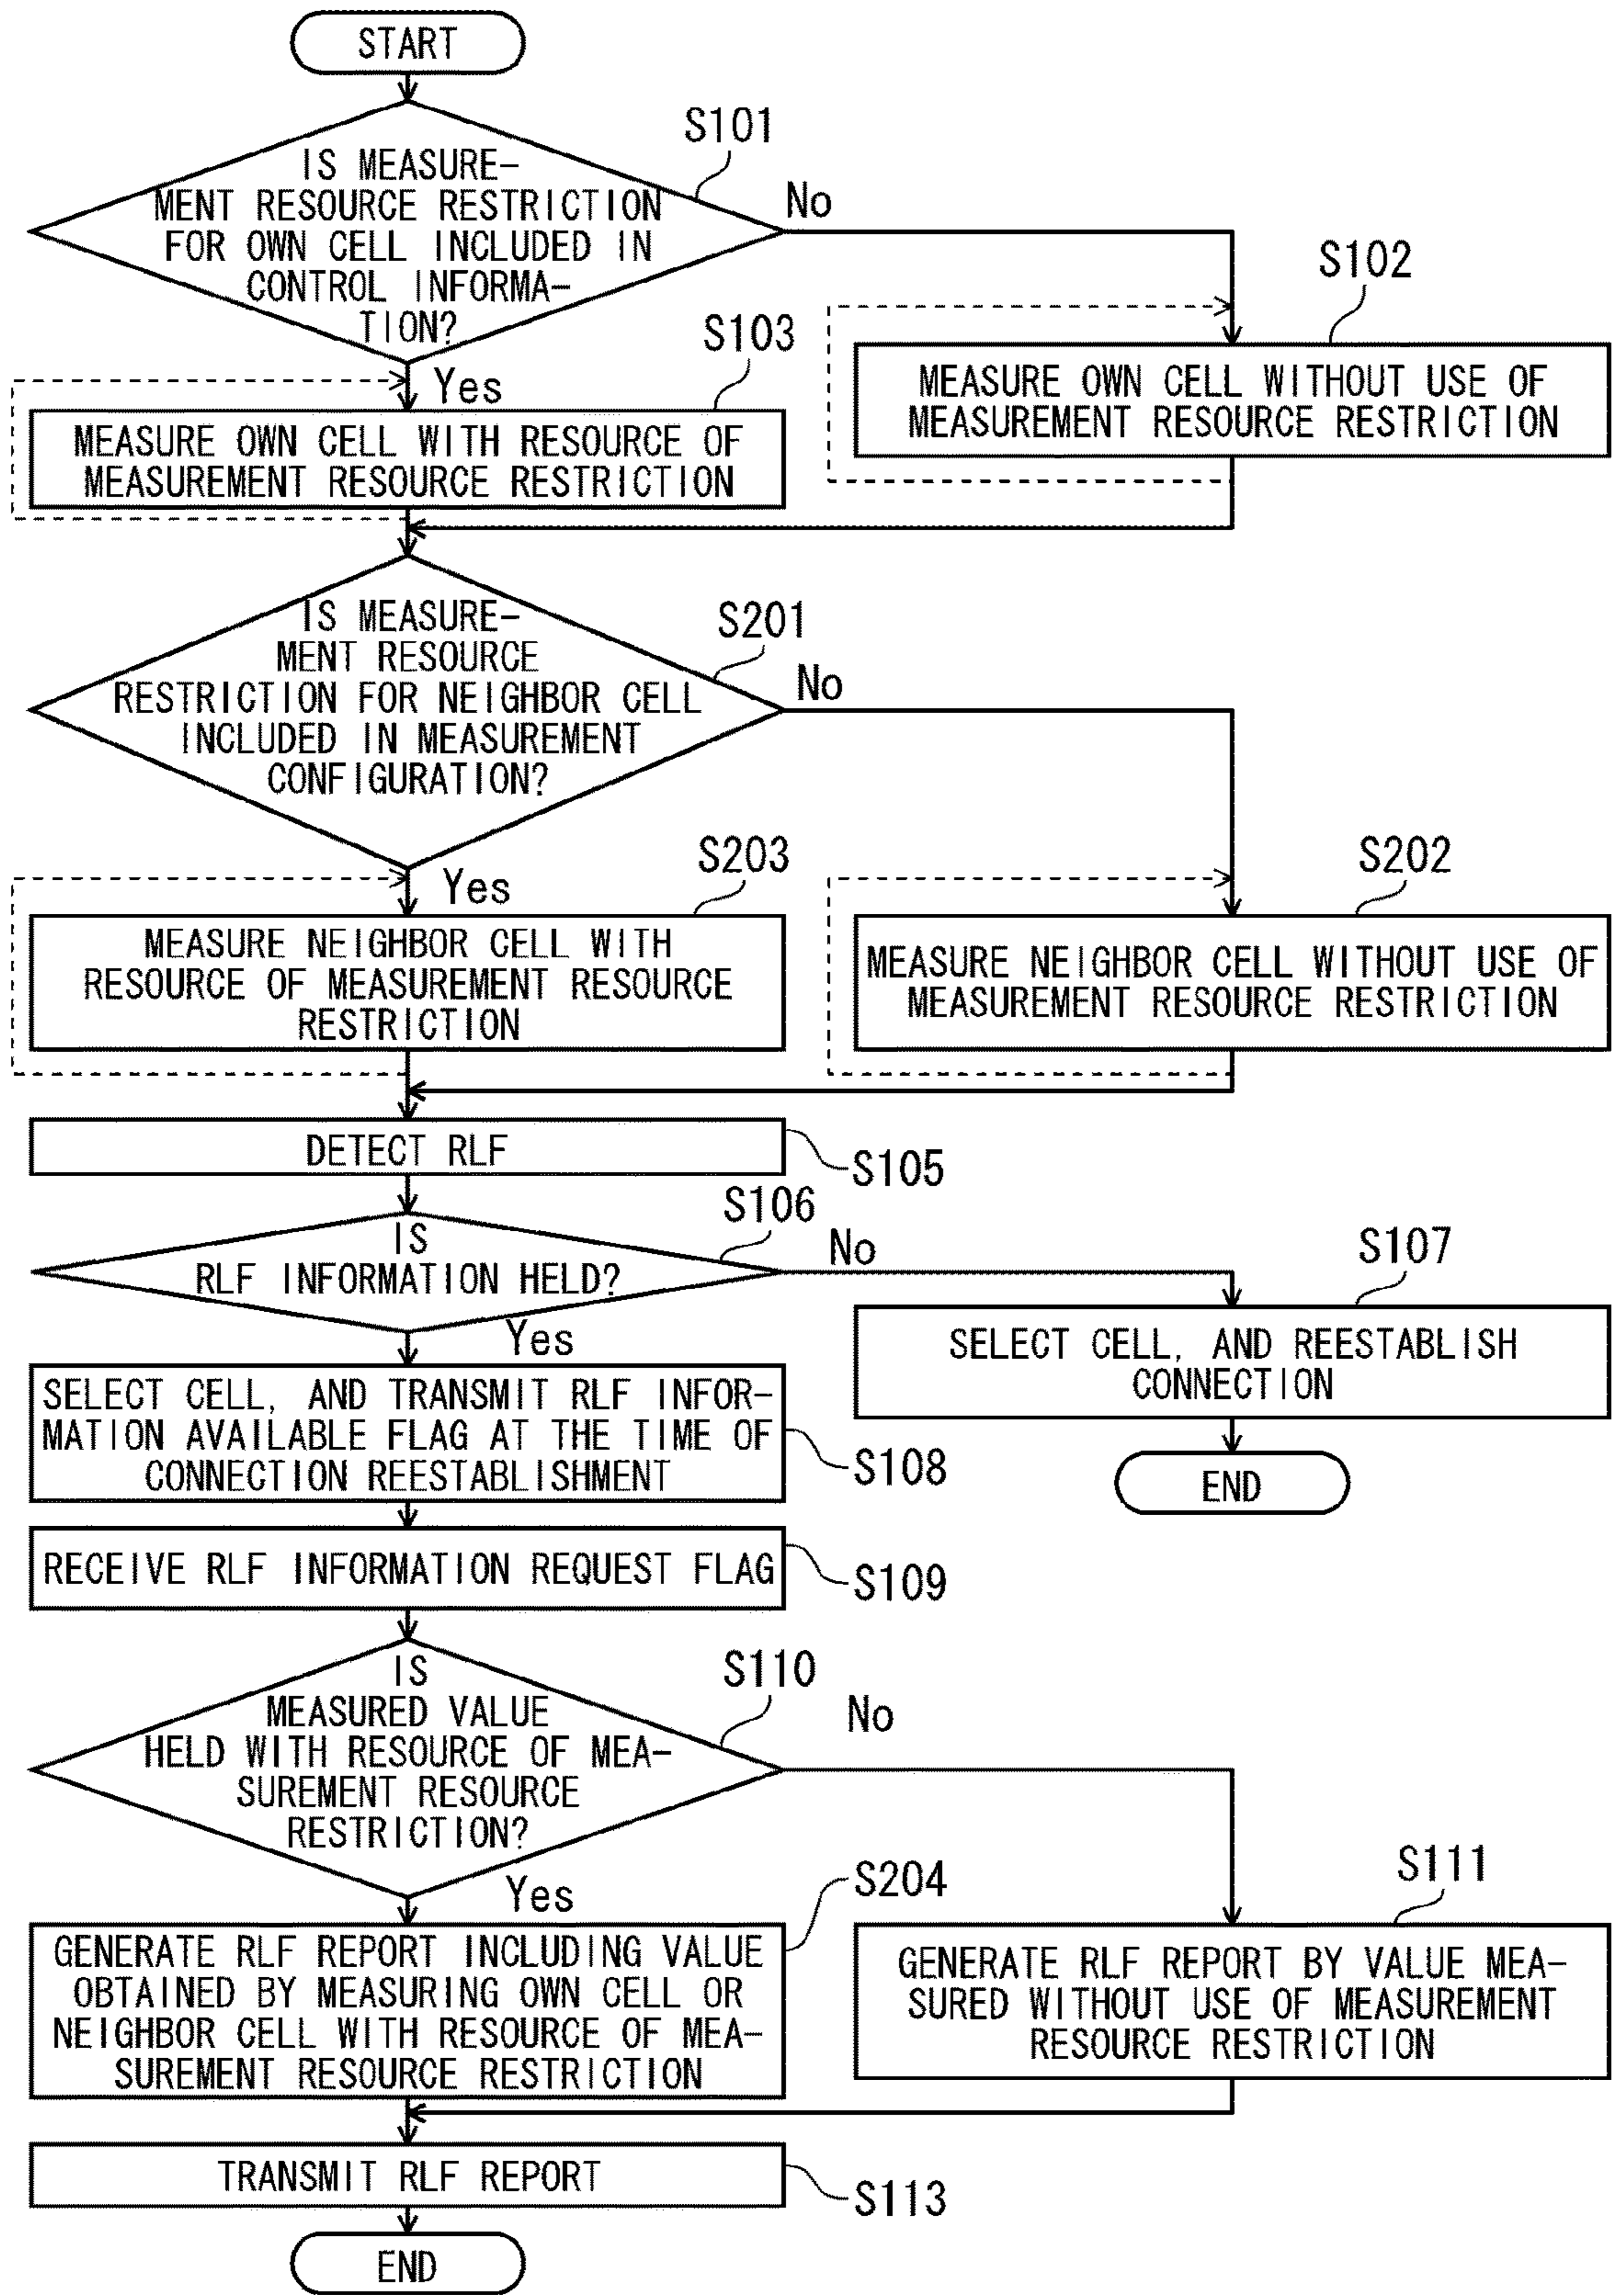 START
S101
IS MEASURE-
MENT RESOURCE RESTRICTION
FOR OWN CELL INCLUDED IN
CONTROL INFORMA-
TION?
No
S102
MEASURE OWN CELL WITHOUT USE OF
MEASUREMENT RESOURCE RESTRICTION
Yes
S103
MEASURE OWN CELL WITH RESOURCE OF
MEASUREMENT RESOURCE RESTRICTION
S201
IS MEASURE-
MENT RESOURCE
RESTRICTION FOR NEIGHBOR CELL
INCLUDED IN MEASUREMENT
CONFIGURATION?
No
Yes
S203
MEASURE NEIGHBOR CELL WITH
RESOURCE OF MEASUREMENT RESOURCE
RESTRICTION
S202
MEASURE NEIGHBOR CELL WITHOUT USE OF
MEASUREMENT RESOURCE RESTRICTION
DETECT RLF
S105
S106
IS
RLF INFORMATION HELD?
No
S107
SELECT CELL, AND REESTABLISH
CONNECTION
END
Yes
SELECT CELL, AND TRANSMIT RLF INFOR-
MATION AVAILABLE FLAG AT THE TIME OF
CONNECTION REESTABLISHMENT
S108
RECEIVE RLF INFORMATION REQUEST FLAG
S109
S110
IS
MEASURED VALUE
HELD WITH RESOURCE OF MEA-
SUREMENT RESOURCE
RESTRICTION?
No
Yes
S204
GENERATE RLF REPORT INCLUDING VALUE
OBTAINED BY MEASURING OWN CELL OR
NEIGHBOR CELL WITH RESOURCE OF MEA-
SUREMENT RESOURCE RESTRICTION
S111
GENERATE RLF REPORT BY VALUE MEA-
SURED WITHOUT USE OF MEASUREMENT
RESOURCE RESTRICTION
TRANSMIT RLF REPORT
S113
END